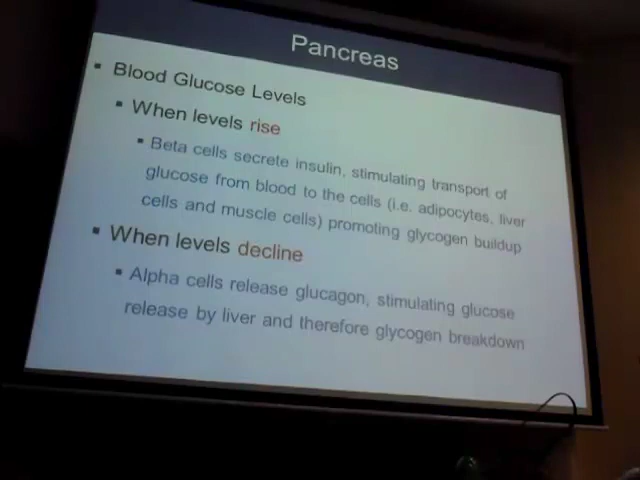 Pancreas
▪ Blood Glucose Levels
▪ When levels rise
▪ Beta cells secrete insulin, stimulating transport of
glucose from blood to the cells (i.e. adipocytes, liver
cells and muscle cells) promoting glycogen buildup
▪ When levels decline
▪ Alpha cells release glucagon, stimulating glucose
release by liver and therefore glycogen breakdown